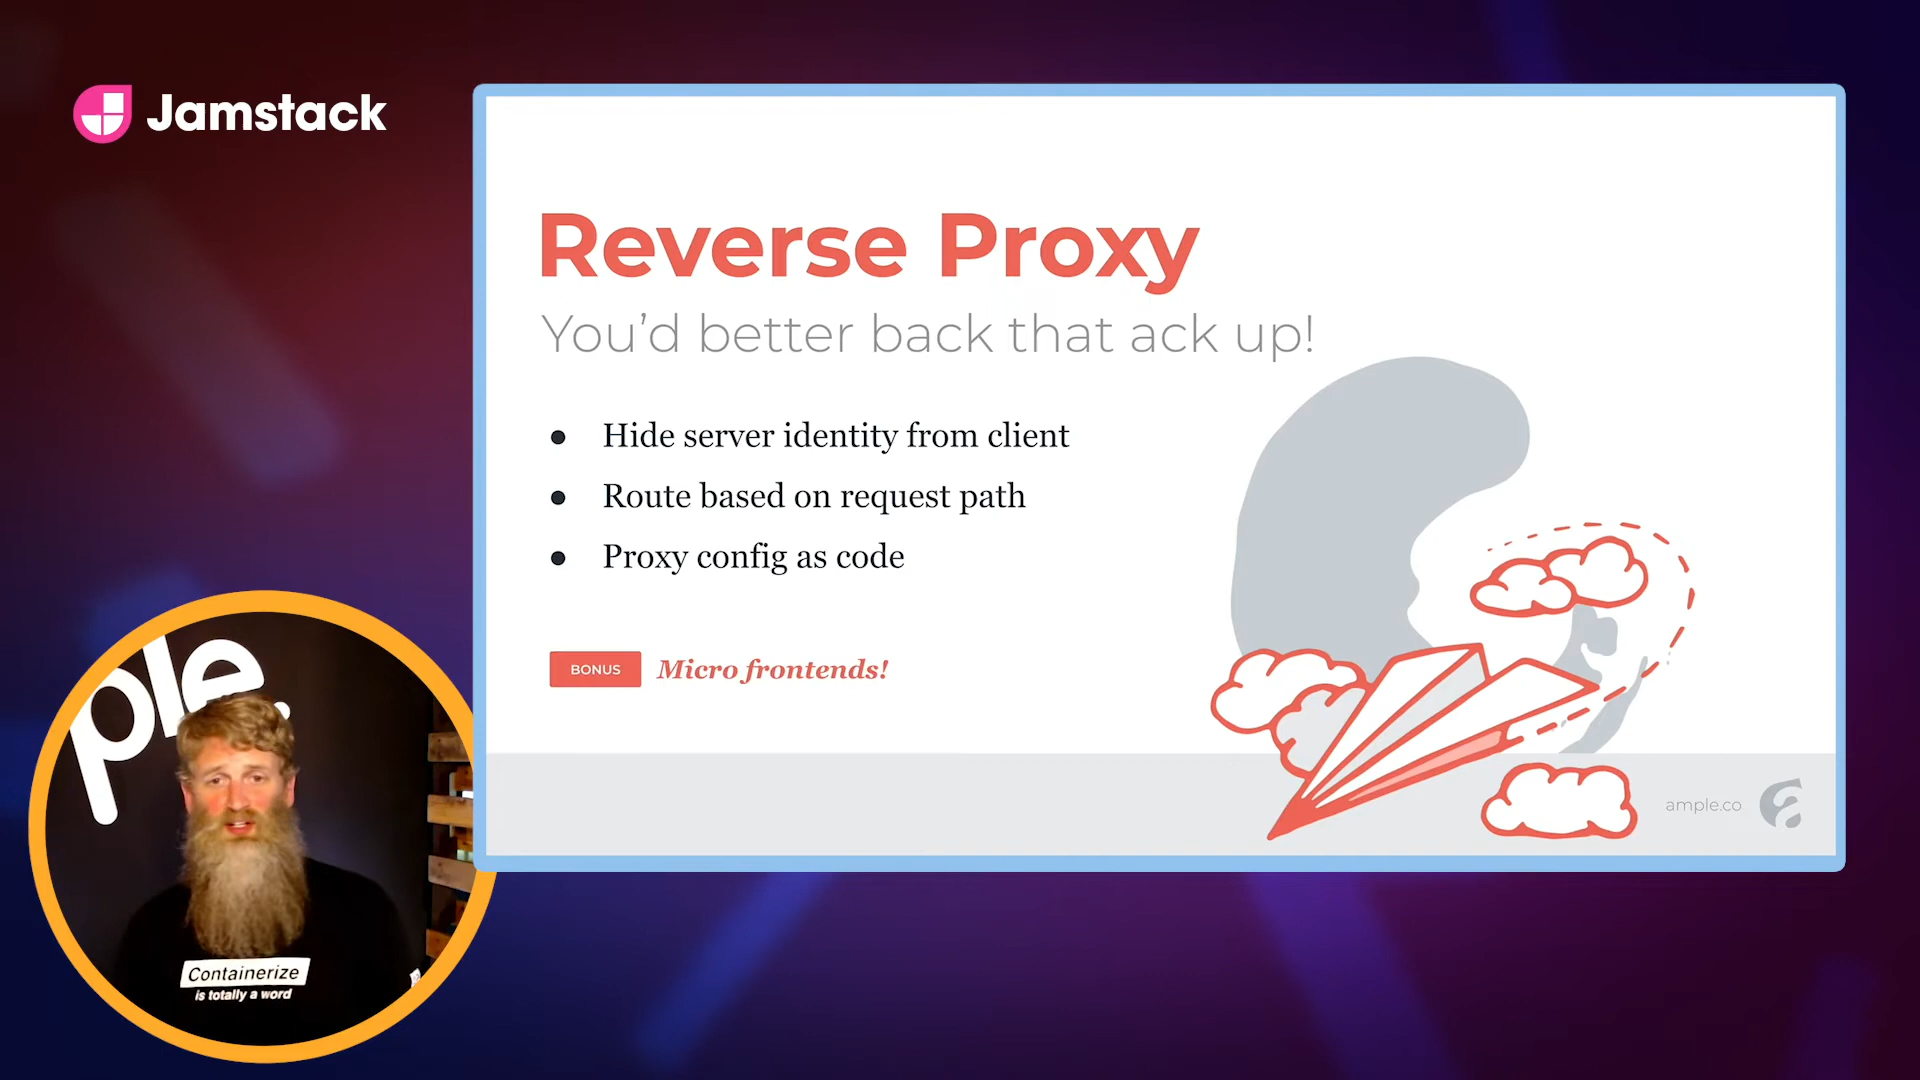 Jamstack
Reverse Proxy
You'd better back that ack up!
● Hide server identity from client
● Route based on request path
● Proxy config as code
BONUS Micro frontends!
ample.co
ple.
Containerize
is totally a word